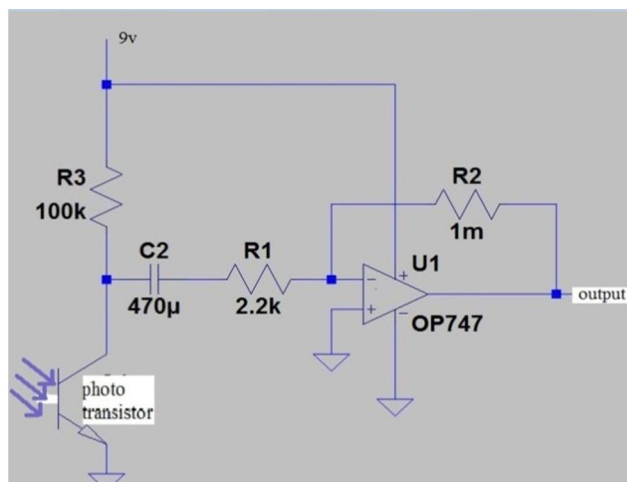 9v
R3
100k
C2
470µ
R1
2.2k
R2
1m
U1
OP747
output
photo
transistor